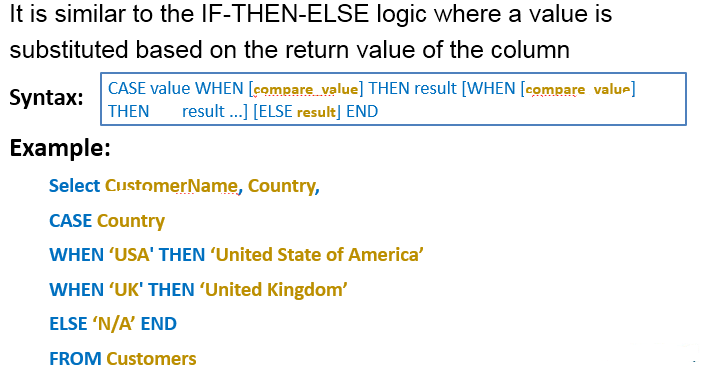 It is similar to the IF-THEN-ELSE logic where a value is
substituted based on the return value of the column
Syntax:
CASE value WHEN [compare_value] THEN result [WHEN [compare value]
THEN result ...] [ELSE result] END
Example:
Select CustomerName, Country,
CASE Country
WHEN ‘USA' THEN ‘United State of America’
WHEN ‘UK' THEN ‘United Kingdom’
ELSE ‘N/A’ END
FROM Customers